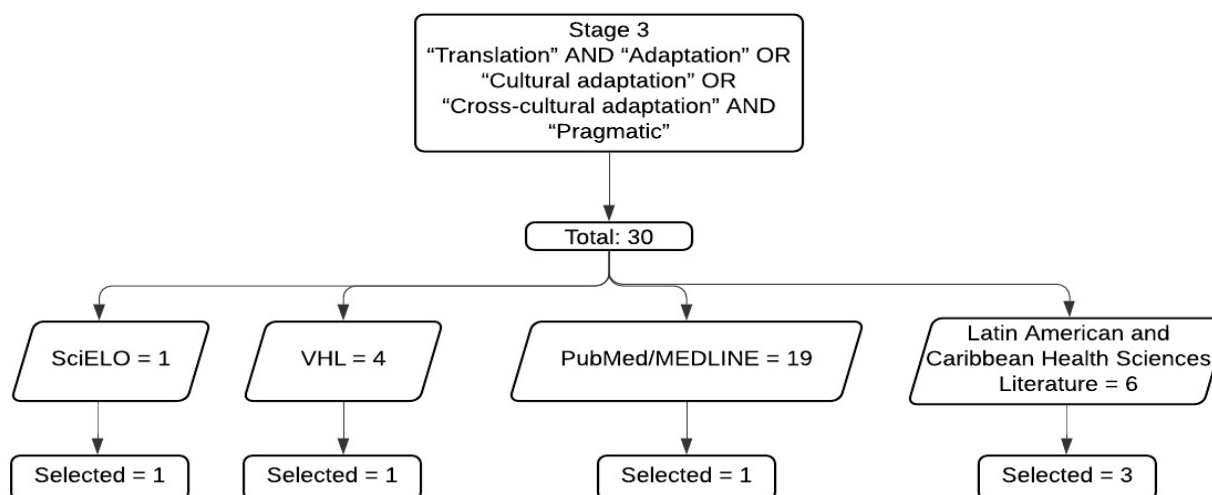 Stage 3
“Translation” AND “Adaptation” OR
“Cultural adaptation” OR
“Cross-cultural adaptation” AND
“Pragmatic”
Total: 30
SciELO = 1
VHL = 4
PubMed/MEDLINE = 19
Latin American and
Caribbean Health Sciences
Literature = 6
Selected = 1
Selected = 1
Selected = 1
Selected = 3